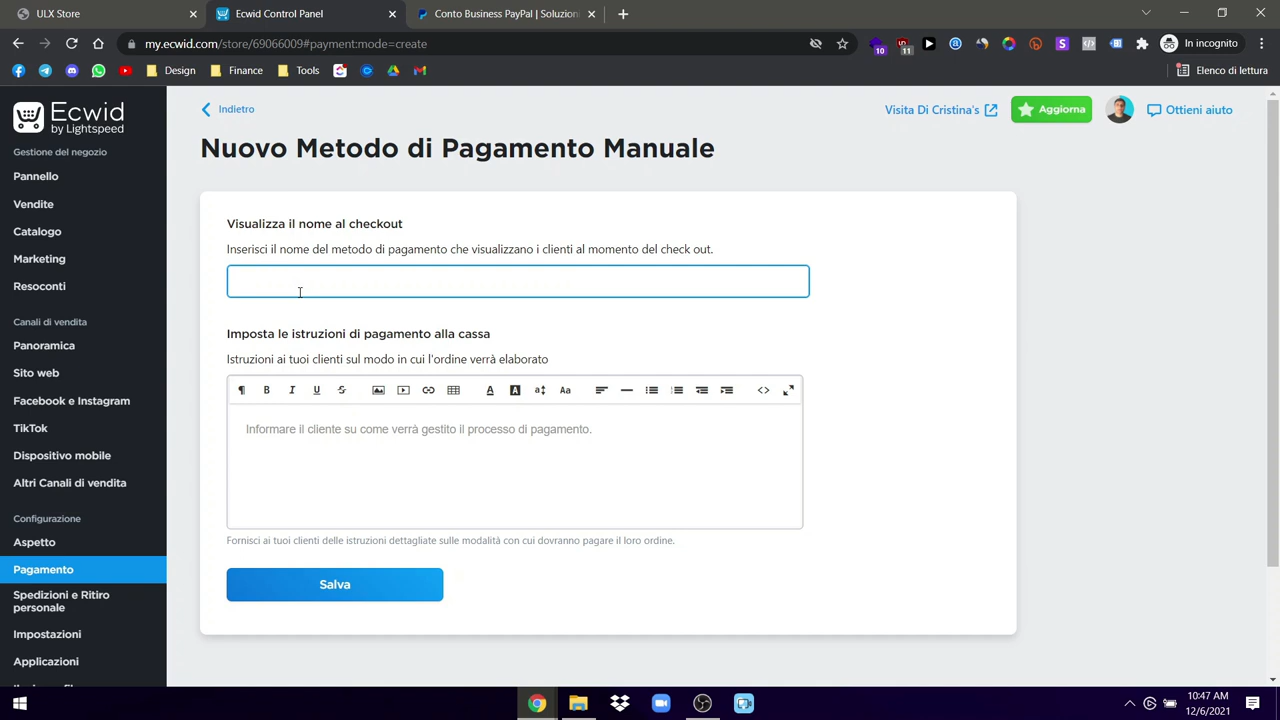 ULX Store
Ecwid Control Panel
Conto Business PayPal | Soluzion
my.ecwid.com/store/69066009#payment:mode=create
10
11
In incognito
Design
Finance
Tools
Elenco di lettura
Ecwid
by Lightspeed
Gestione del negozio
Pannello
Vendite
Catalogo
Marketing
Resoconti
Canali di vendita
Panoramica
Sito web
Facebook e Instagram
TikTok
Dispositivo mobile
Altri Canali di vendita
Configurazione
Aspetto
Pagamento
Spedizioni e Ritiro
personale
Impostazioni
Applicazioni
Indietro
Visita Di Cristina's
Aggiorna
Ottieni aiuto
Nuovo Metodo di Pagamento Manuale
Visualizza il nome al checkout
Inserisci il nome del metodo di pagamento che visualizzano i clienti al momento del check out.
Imposta le istruzioni di pagamento alla cassa
Istruzioni ai tuoi clienti sul modo in cui l'ordine verrà elaborato
Informare il cliente su come verrà gestito il processo di pagamento.
Fornisci ai tuoi clienti delle istruzioni dettagliate sulle modalità con cui dovranno pagare il loro ordine.
Salva
10:47 AM
12/6/2021